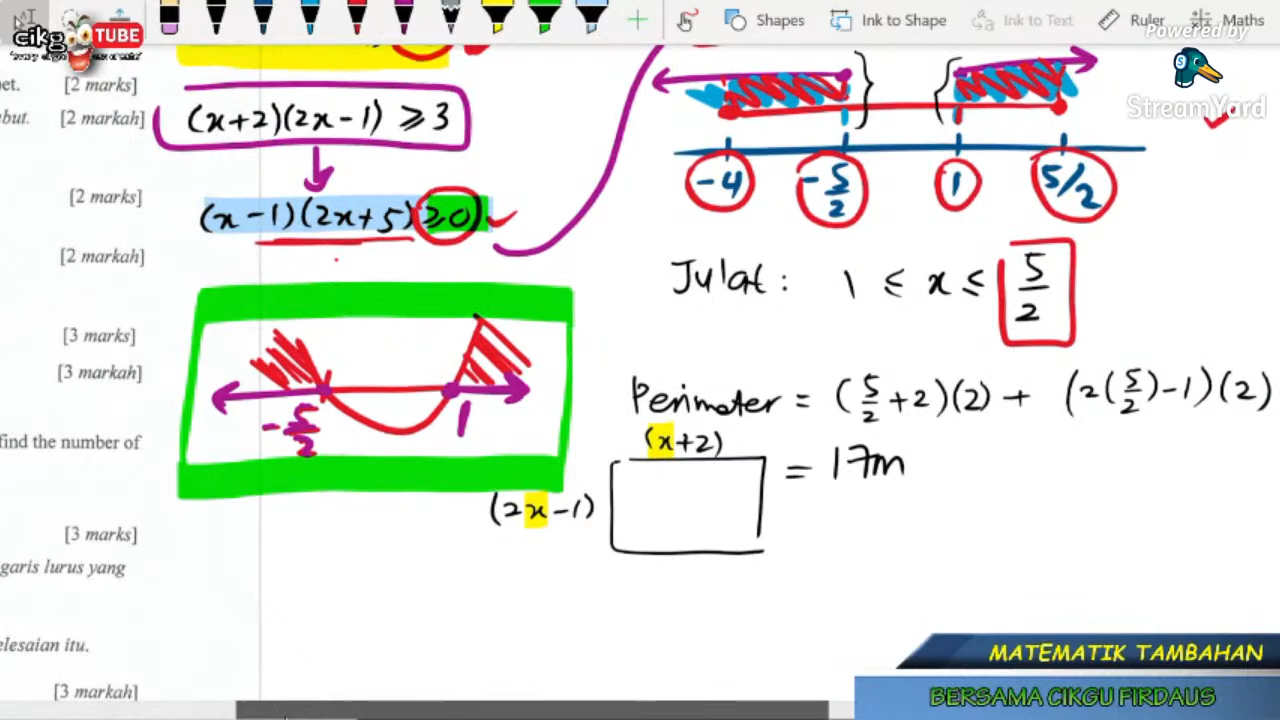 Shapes
Ink to Shape
Ink to Text
Ruler
Maths
cikgooTUBE
Powered by
StreamYard
[2 marks]
[2 markah]
(x+2)(2x-1) ≥ 3
[2 marks]
(x-1)(2x+5) ≥ 0
[2 markah]
-5/2
1
[3 marks]
[3 markah]
find the number of
[3 marks]
garis lurus yang
elesaian itu.
[3 markah]
-4
-5/2
1
5/2
Julat: 1 ≤ x ≤ 5/2
Perimeter = (5/2+2)(2) + (2(5/2)-1)(2)
= 17m
(x+2)
(2x-1)
MATEMATIK TAMBAHAN
BERSAMA CIKGU FIRDAUS